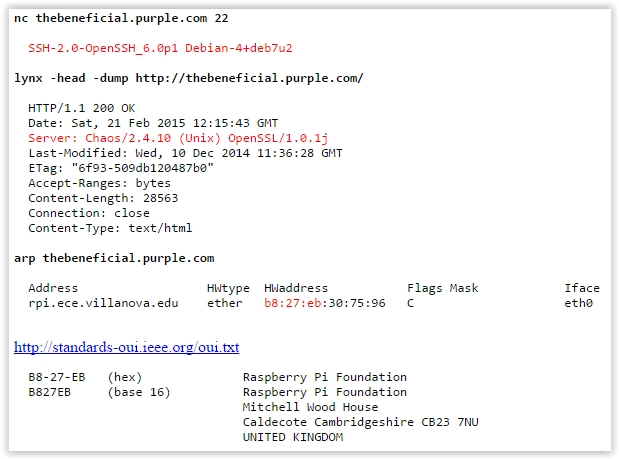 nc thebeneficial.purple.com 22
SSH-2.0-OpenSSH_6.0p1 Debian-4+deb7u2
lynx -head -dump http://thebeneficial.purple.com/
HTTP/1.1 200 OK
Date: Sat, 21 Feb 2015 12:15:43 GMT
Server: Chaos/2.4.10 (Unix) OpenSSL/1.0.1j
Last-Modified: Wed, 10 Dec 2014 11:36:28 GMT
ETag: "6f93-509db120487b0"
Accept-Ranges: bytes
Content-Length: 28563
Connection: close
Content-Type: text/html
arp thebeneficial.purple.com
Address HWtype HWaddress Flags Mask Iface
rpi.ece.villanova.edu ether b8:27:eb:30:75:96 C eth0
http://standards-oui.ieee.org/oui.txt
B8-27-EB (hex) Raspberry Pi Foundation
B827EB (base 16) Raspberry Pi Foundation
Mitchell Wood House
Caldecote Cambridgeshire CB23 7NU
UNITED KINGDOM